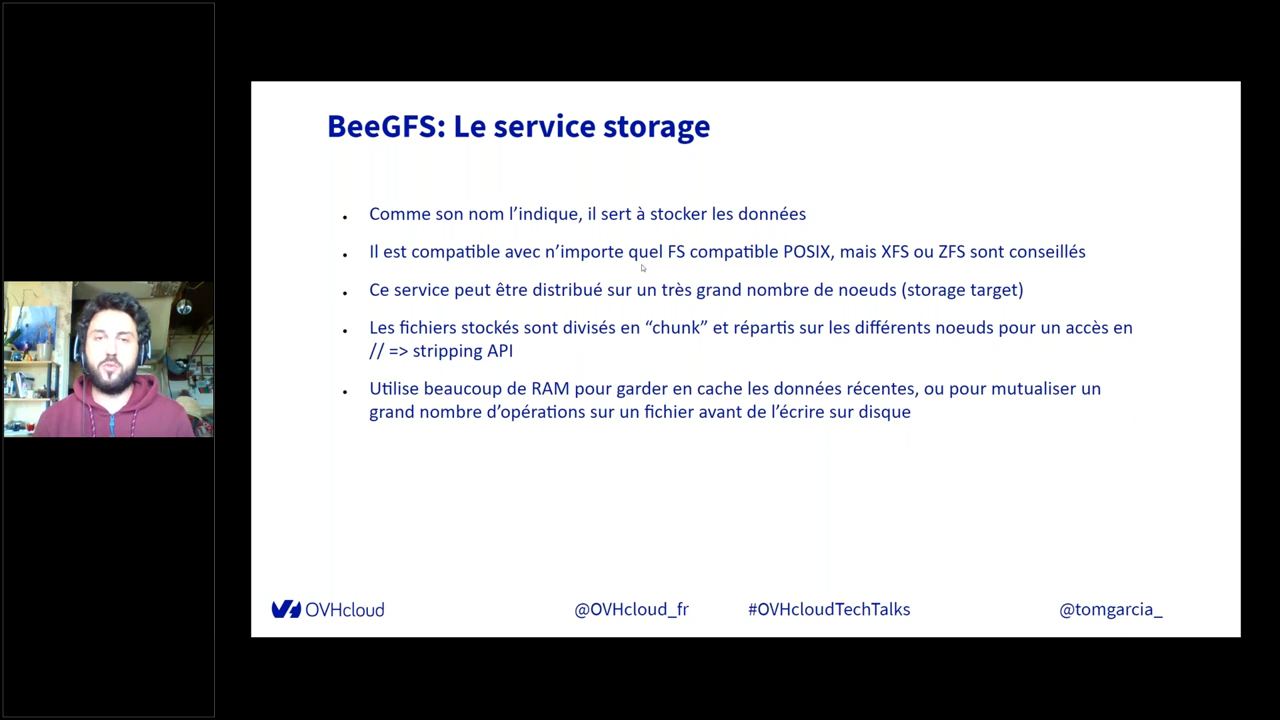 BeeGFS: Le service storage
Comme son nom l’indique, il sert à stocker les données
Il est compatible avec n’importe quel FS compatible POSIX, mais XFS ou ZFS sont conseillés
Ce service peut être distribué sur un très grand nombre de noeuds (storage target)
Les fichiers stockés sont divisés en “chunk” et répartis sur les différents noeuds pour un accès en
// => stripping API
Utilise beaucoup de RAM pour garder en cache les données récentes, ou pour mutualiser un
grand nombre d’opérations sur un fichier avant de l’écrire sur disque
OVHcloud @OVHcloud_fr #OVHcloudTechTalks @tomgarcia_